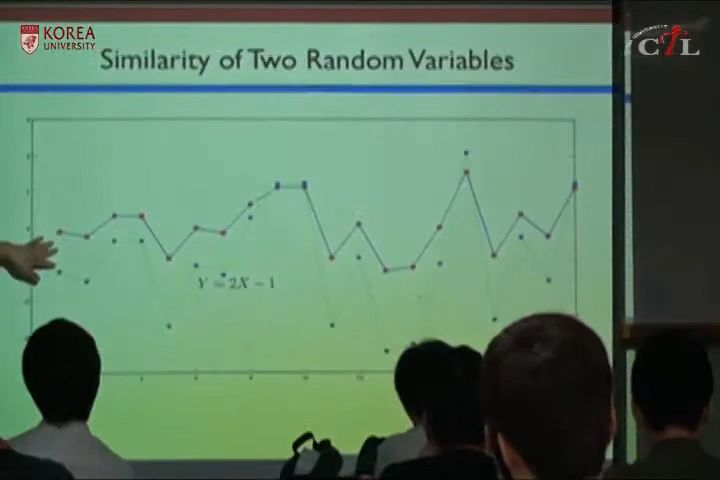 KOREA
UNIVERSITY
CTL
Similarity of Two Random Variables
Y = 2X - 1